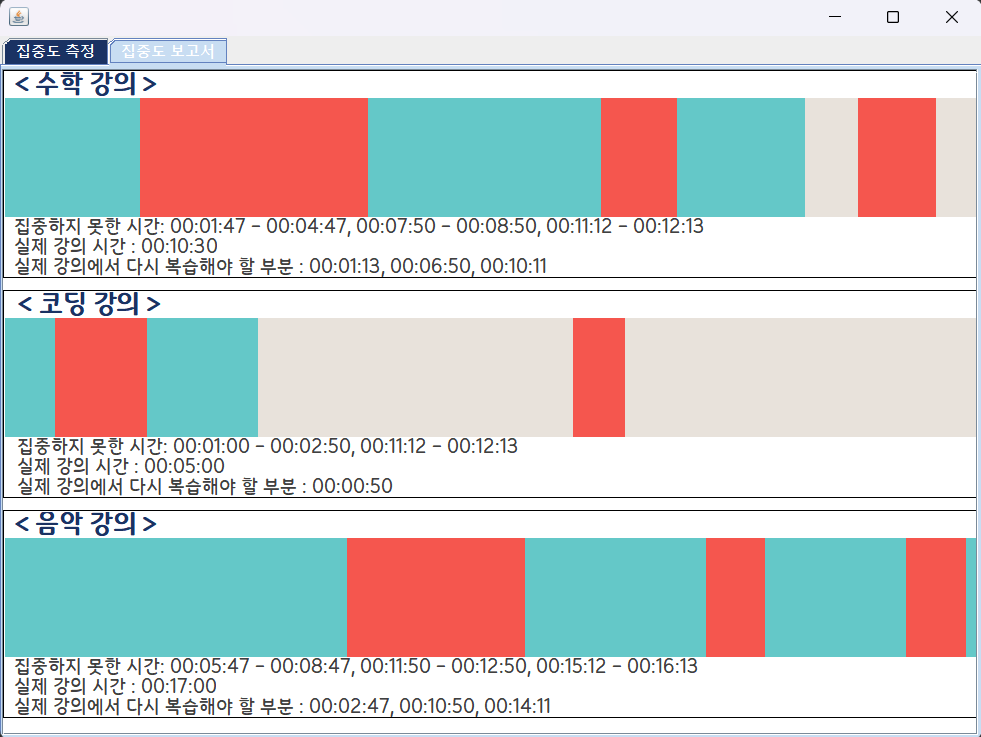 집중도 측정 집중도 보고서
< 수학 강의 >
집중하지 못한 시간: 00:01:47 - 00:04:47, 00:07:50 - 00:08:50, 00:11:12 - 00:12:13
실제 강의 시간 : 00:10:30
실제 강의에서 다시 복습해야 할 부분 : 00:01:13, 00:06:50, 00:10:11
< 코딩 강의 >
집중하지 못한 시간: 00:01:00 - 00:02:50, 00:11:12 - 00:12:13
실제 강의 시간 : 00:05:00
실제 강의에서 다시 복습해야 할 부분 : 00:00:50
< 음악 강의 >
집중하지 못한 시간: 00:05:47 - 00:08:47, 00:11:50 - 00:12:50, 00:15:12 - 00:16:13
실제 강의 시간 : 00:17:00
실제 강의에서 다시 복습해야 할 부분 : 00:02:47, 00:10:50, 00:14:11